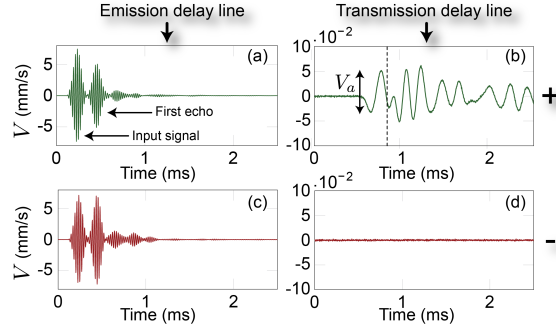 Emission delay line
Transmission delay line
(a)
5
0
-5
V (mm/s)
First echo
Input signal
0
1
2
Time (ms)
10 ·10⁻²
(b)
5
0
-5
-10
Vₐ
0
1
2
Time (ms)
+
(c)
5
0
-5
V (mm/s)
0
1
2
Time (ms)
10 ·10⁻²
(d)
5
0
-5
-10
0
1
2
Time (ms)
-